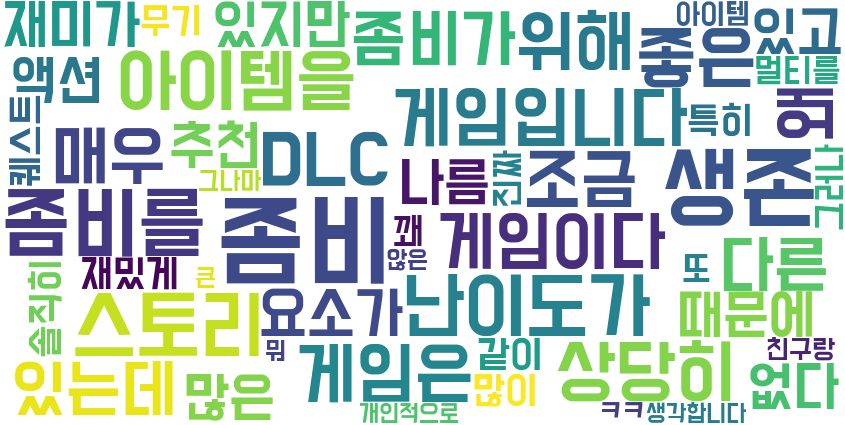 재미가
무기
있지만
좀비가
위해
아이템
좋은
있고
액션
아이템을
멀티를
퀘스트
게임입니다
특히
왜
매우
추천
DLC
그나마
나름
진짜
조금
생존
그러나
좀비를
좀비
꽤
게임이다
않은
재밌게
큰
또
다른
솔직히
스토리
요소가
난이도가
때문에
뭐
게임은
같이
친구랑
있는데
많은
많이
상당히
없다
개인적으로
ㅋㅋ
생각합니다